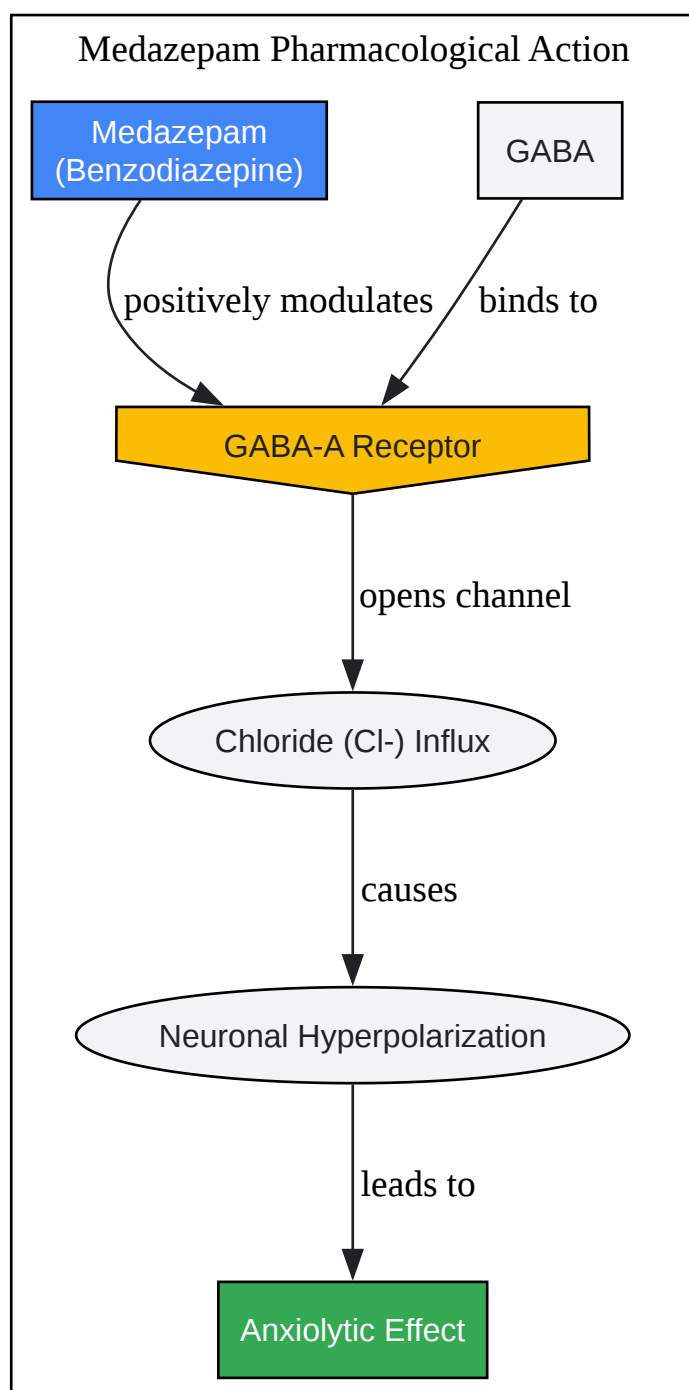 Medazepam Pharmacological Action
Medazepam
(Benzodiazepine)
GABA
positively modulates
binds to
GABA-A Receptor
opens channel
Chloride (Cl-) Influx
causes
Neuronal Hyperpolarization
leads to
Anxiolytic Effect